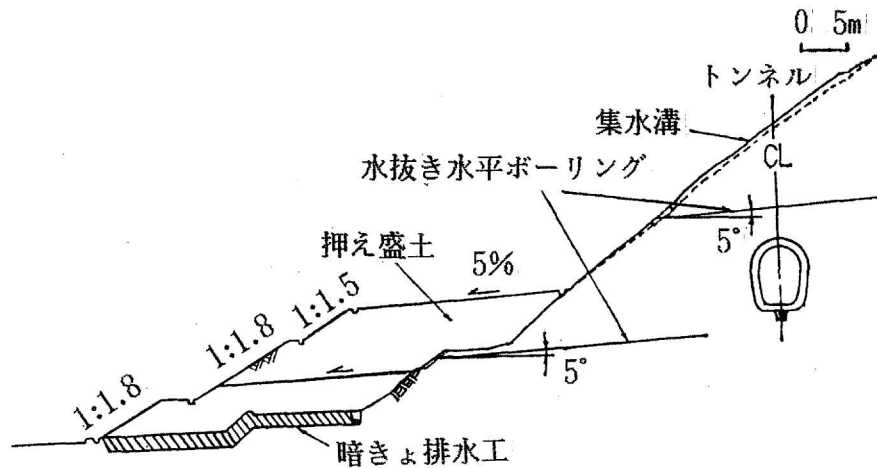 0 5m
トンネル
集水溝
CL
水抜き水平ボーリング
5°
押え盛土
5%
1:1.5
1:1.8
5°
1:1.8
暗きょ排水工